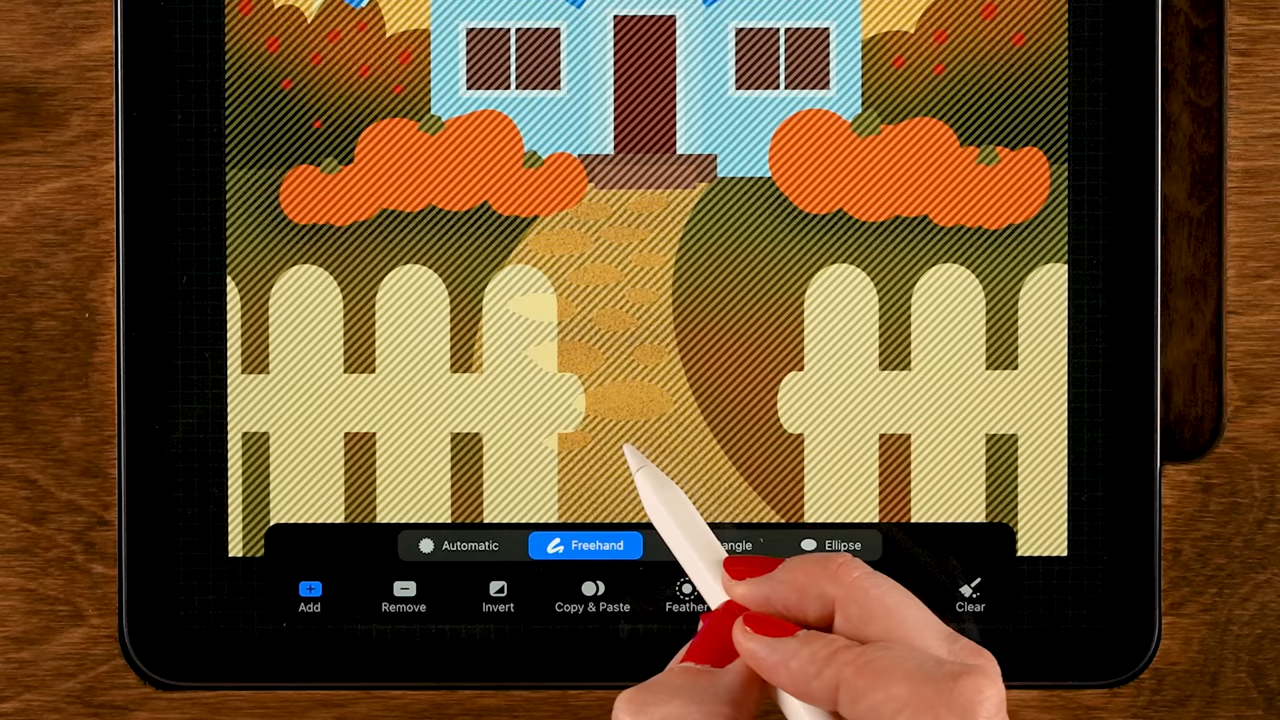 Automatic
Freehand
angle
Ellipse
Add
Remove
Invert
Copy & Paste
Feather
Clear